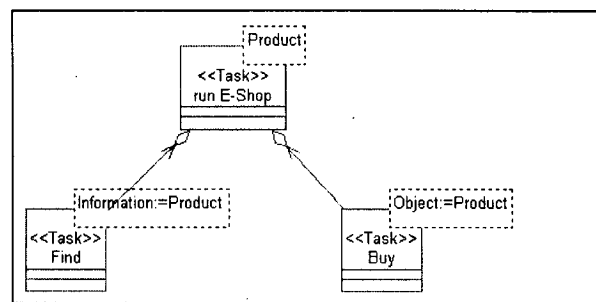 Product
<<Task>>
run E-Shop
Information:=Product
Object:=Product
<<Task>>
Find
<<Task>>
Buy